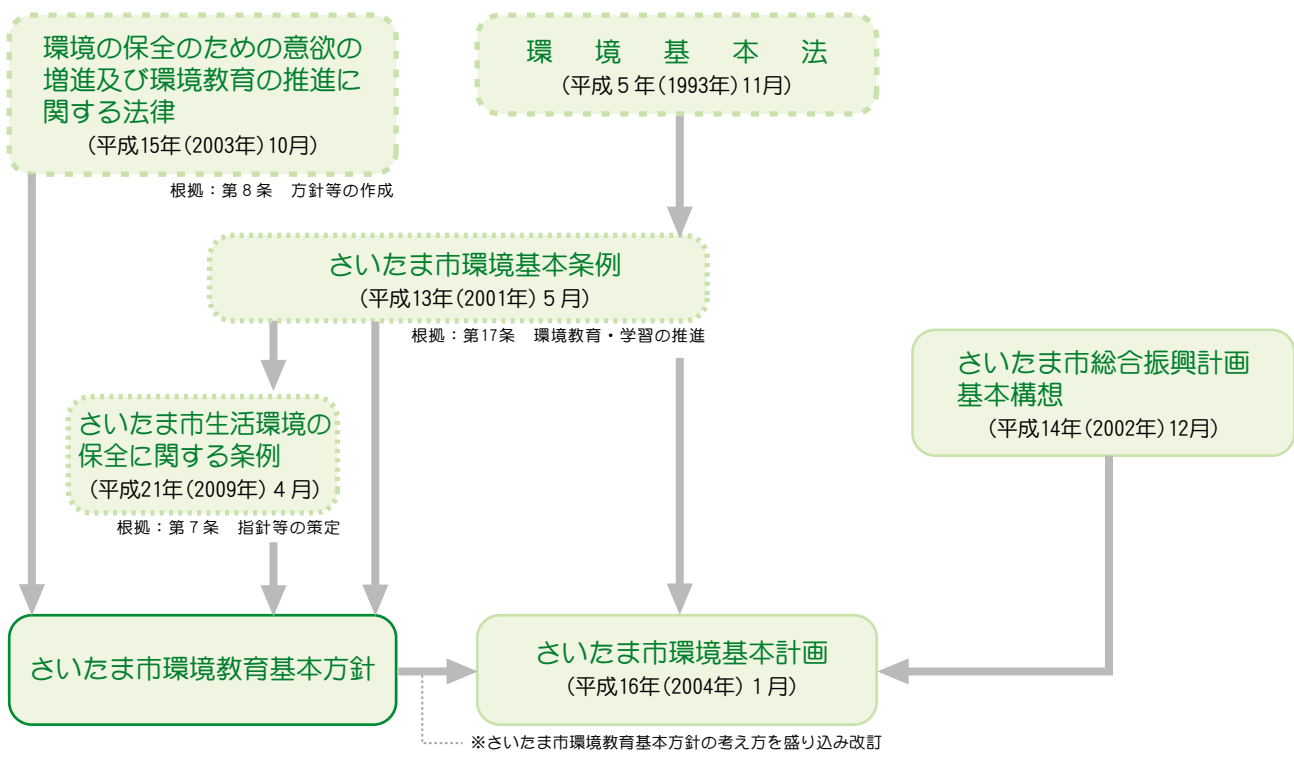 環境の保全のための意欲の
増進及び環境教育の推進に
関する法律
(平成15年(2003年)10月)
根拠:第8条　方針等の作成
環境基本法
(平成5年(1993年)11月)
さいたま市環境基本条例
(平成13年(2001年)5月)
根拠:第17条　環境教育・学習の推進
さいたま市総合振興計画
基本構想
(平成14年(2002年)12月)
さいたま市生活環境の
保全に関する条例
(平成21年(2009年)4月)
根拠:第7条　指針等の策定
さいたま市環境教育基本方針
さいたま市環境基本計画
(平成16年(2004年)1月)
※さいたま市環境教育基本方針の考え方を盛り込み改訂